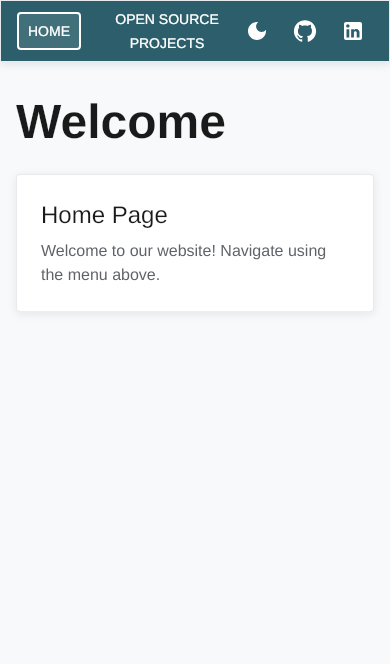 HOME
OPEN SOURCE
PROJECTS
Welcome
Home Page
Welcome to our website! Navigate using
the menu above.